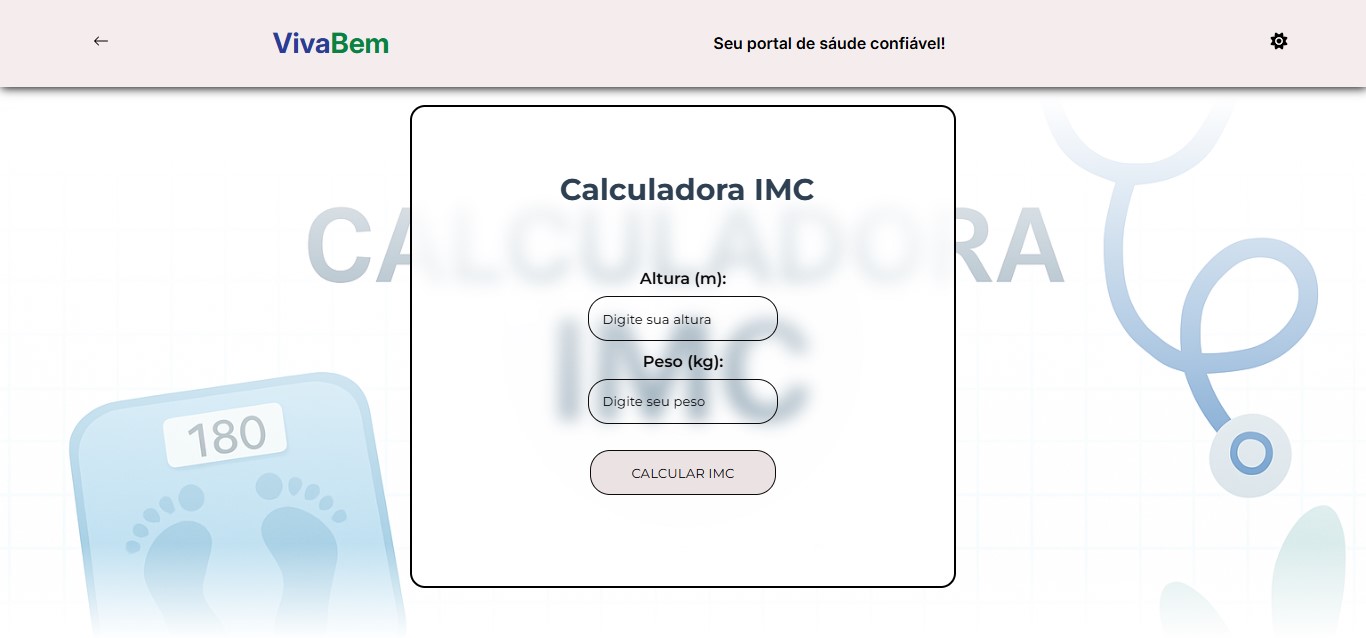 VivaBem
Seu portal de sáude confiável!
Calculadora IMC
CALCULADORA
IMC
Altura (m):
Digite sua altura
Peso (kg):
Digite seu peso
CALCULAR IMC
180